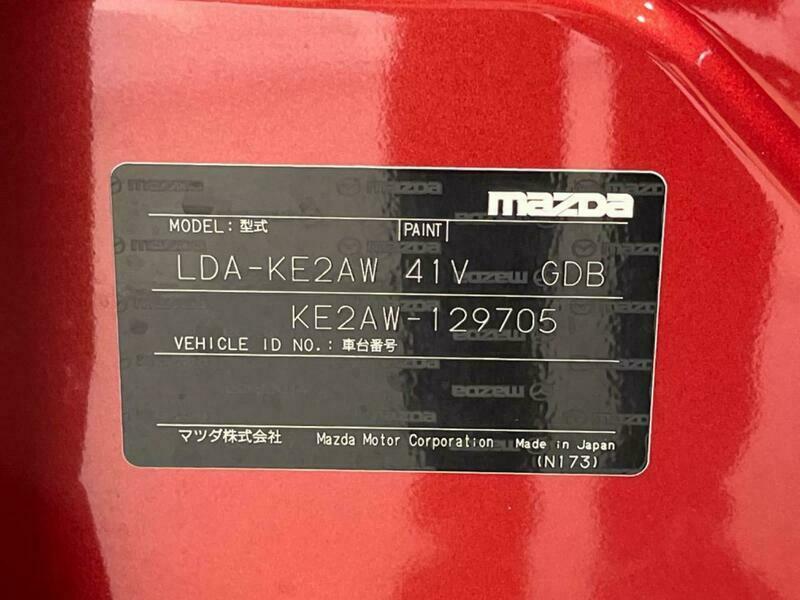 mazda
MODEL: 型式 PAINT
LDA-KE2AW 41V GDB
KE2AW-129705
VEHICLE ID NO.: 車台番号
マツダ株式会社 Mazda Motor Corporation Made in Japan
(N173)